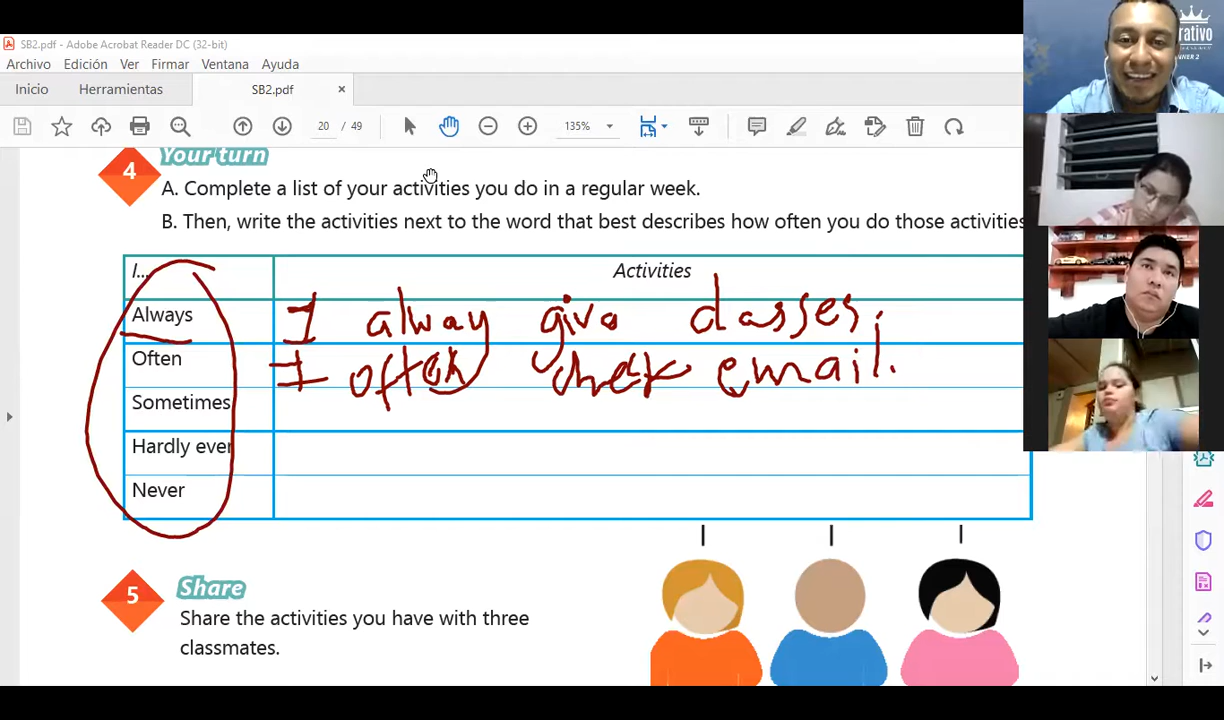 SB2.pdf - Adobe Acrobat Reader DC (32-bit)
Archivo Edición Ver Firmar Ventana Ayuda
Inicio Herramientas SB2.pdf ×
20 / 49 135%
4 Your turn
A. Complete a list of your activities you do in a regular week.
B. Then, write the activities next to the word that best describes how often you do those activities
I... Activities
Always I always give classes.
Often I often check email.
Sometimes
Hardly ever
Never
5 Share
Share the activities you have with three
classmates.